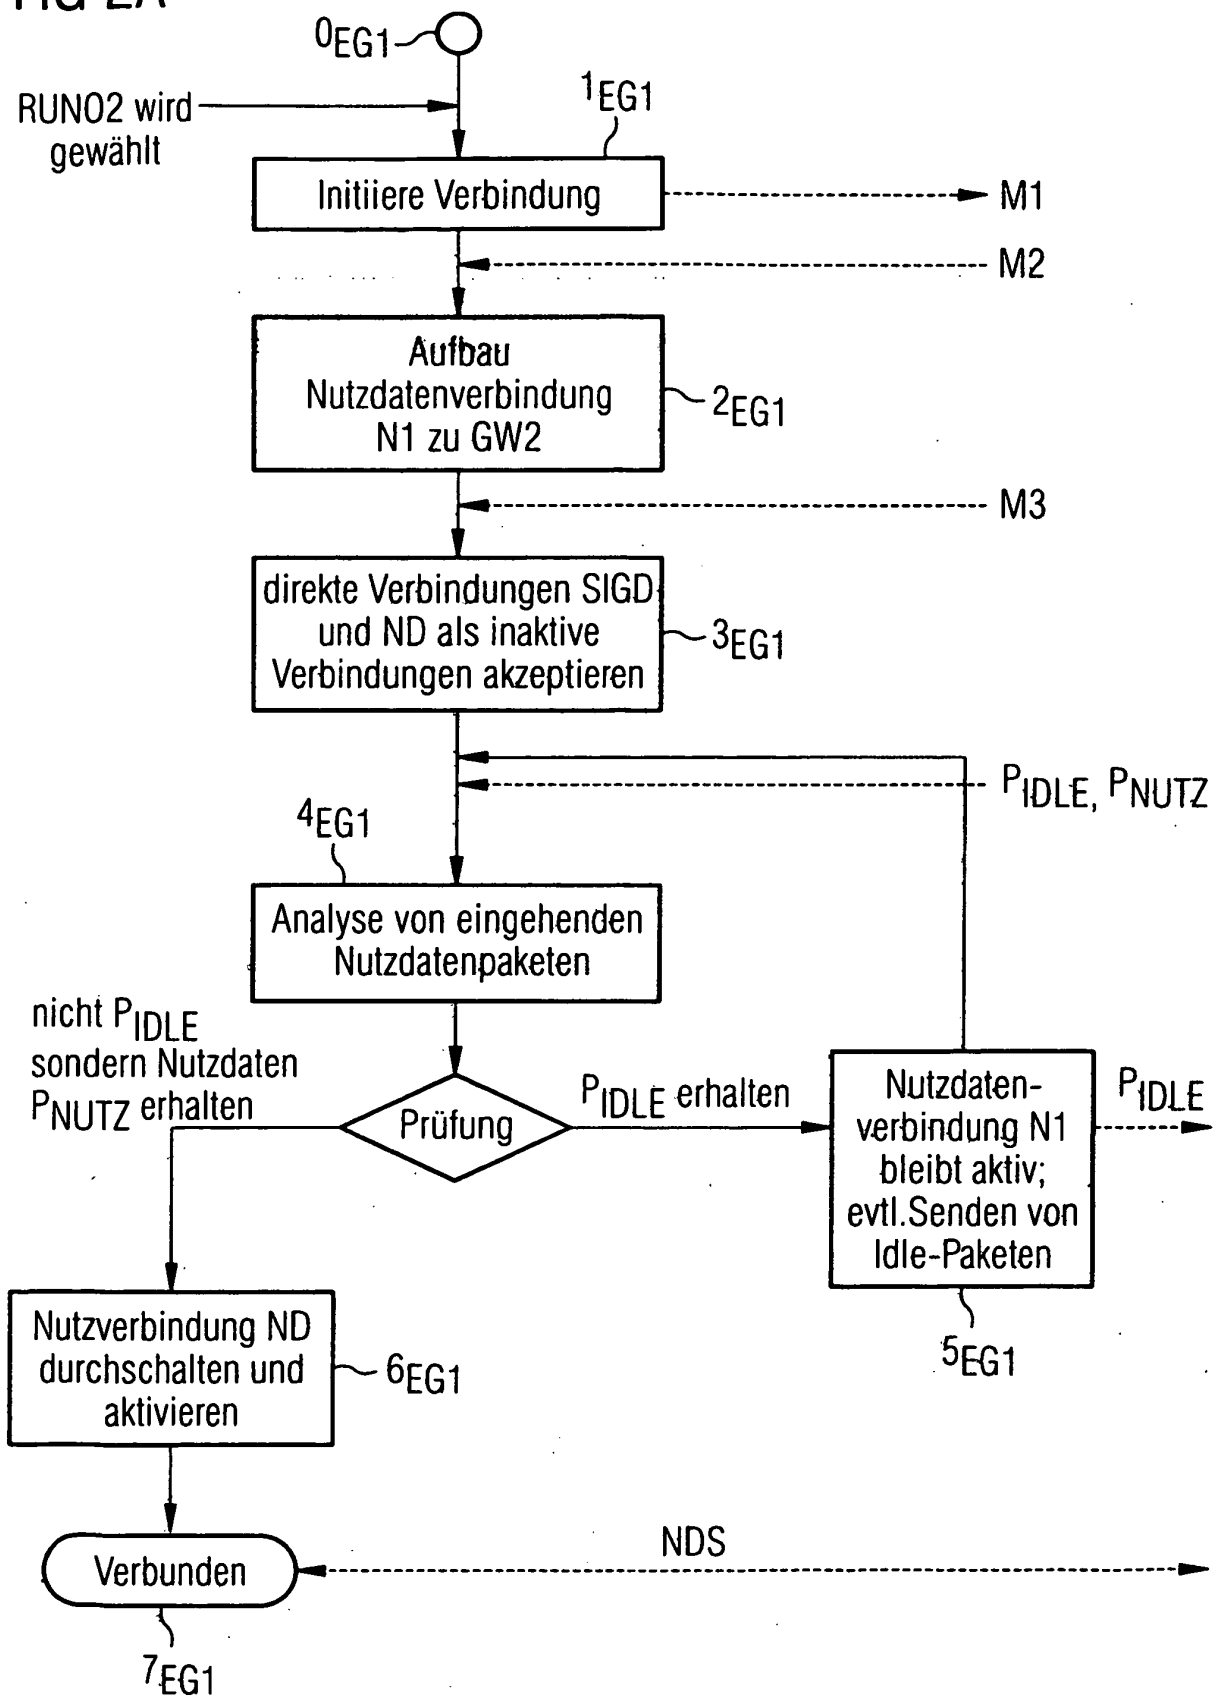 FIG 2A
0EG1
RUNO2 wird
gewählt
1EG1
Initiiere Verbindung
M1
M2
Aufbau
Nutzdatenverbindung
N1 zu GW2
2EG1
M3
direkte Verbindungen SIGD
und ND als inaktive
Verbindungen akzeptieren
3EG1
PIDLE, PNUTZ
4EG1
Analyse von eingehenden
Nutzdatenpaketen
nicht PIDLE
sondern Nutzdaten
PNUTZ erhalten
Prüfung
PIDLE erhalten
Nutzdaten-
verbindung N1
bleibt aktiv;
evtl.Senden von
Idle-Paketen
PIDLE
5EG1
Nutzverbindung ND
durchschalten und
aktivieren
6EG1
Verbunden
NDS
7EG1